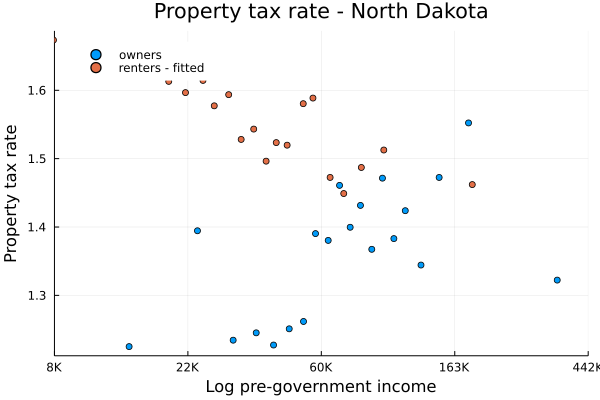 Property tax rate - North Dakota
owners
renters - fitted
Property tax rate
1.6
1.5
1.4
1.3
8K
22K
60K
163K
442K
Log pre-government income